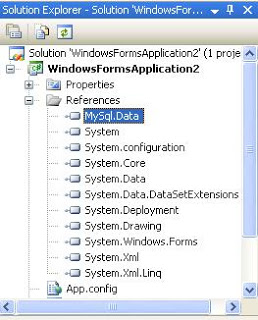 Solution Explorer - Solution 'WindowsFor...
Solution 'WindowsFormsApplication2' (1 proje
WindowsFormsApplication2
Properties
References
MySql.Data
System
System.configuration
System.Core
System.Data
System.Data.DataSetExtensions
System.Deployment
System.Drawing
System.Windows.Forms
System.Xml
System.Xml.Linq
App.config